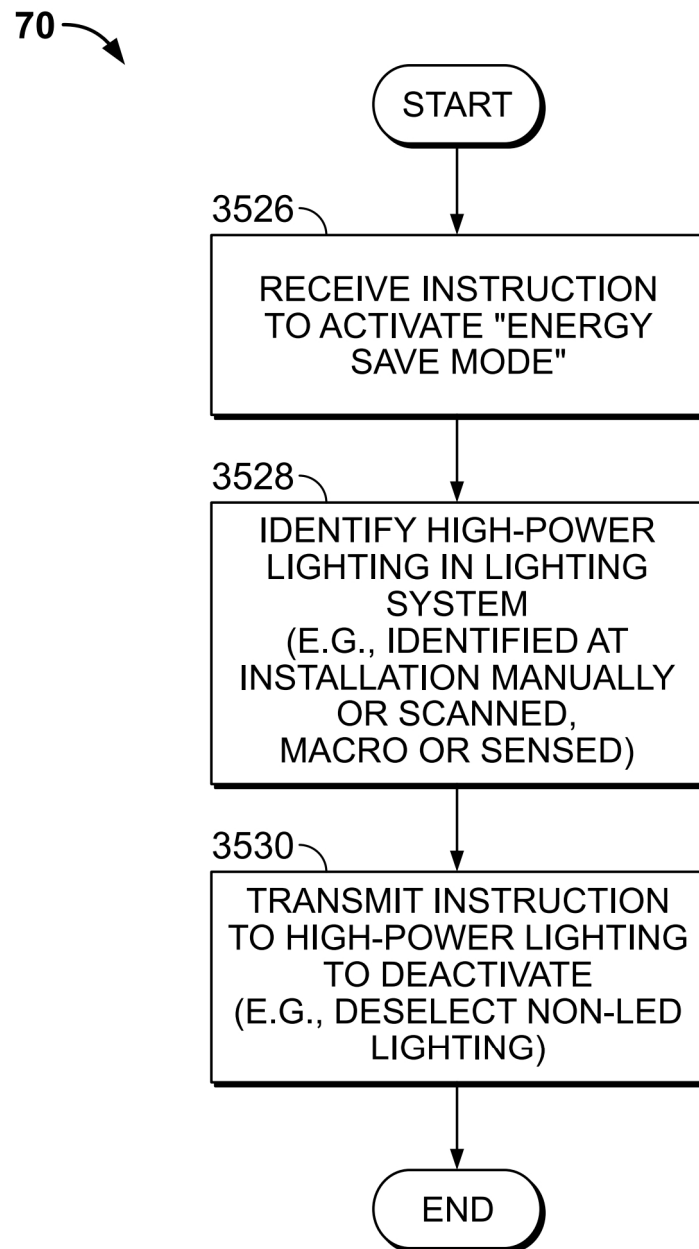 70
START
3526
RECEIVE INSTRUCTION
TO ACTIVATE "ENERGY
SAVE MODE"
3528
IDENTIFY HIGH-POWER
LIGHTING IN LIGHTING
SYSTEM
(E.G., IDENTIFIED AT
INSTALLATION MANUALLY
OR SCANNED,
MACRO OR SENSED)
3530
TRANSMIT INSTRUCTION
TO HIGH-POWER LIGHTING
TO DEACTIVATE
(E.G., DESELECT NON-LED
LIGHTING)
END